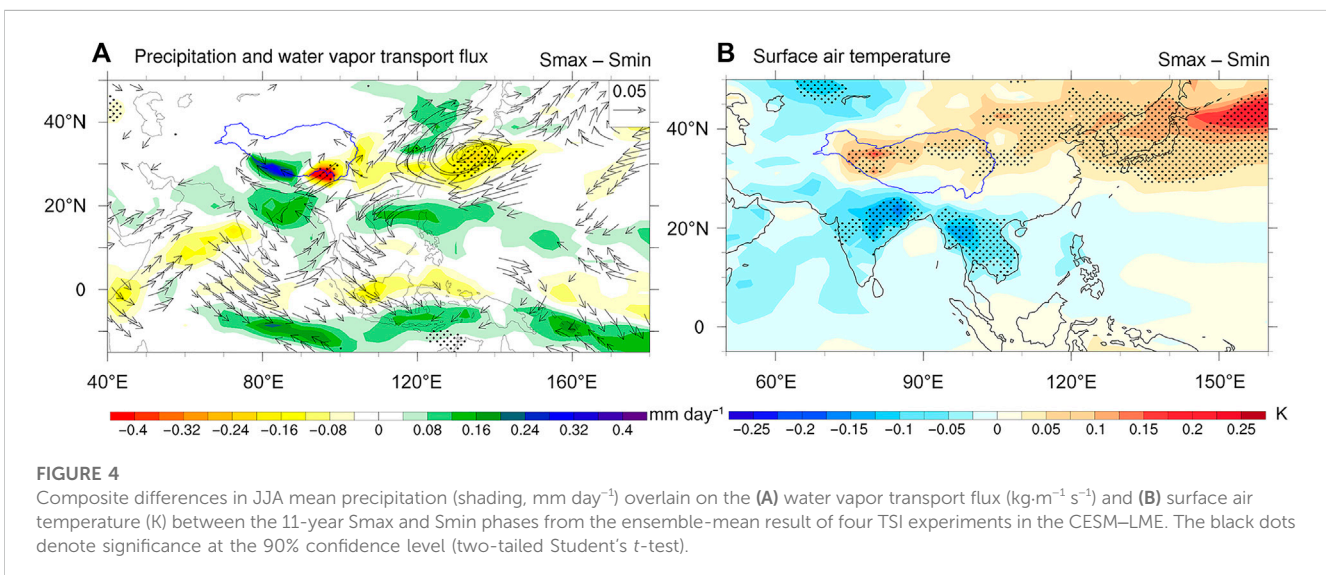 A Precipitation and water vapor transport flux Smax – Smin
0.05
40°N
20°N
0
40°E 80°E 120°E 160°E
−0.4 −0.32 −0.24 −0.16 −0.08 0 0.08 0.16 0.24 0.32 0.4 mm day⁻¹
B Surface air temperature Smax – Smin
40°N
20°N
0
60°E 90°E 120°E 150°E
−0.25 −0.2 −0.15 −0.1 −0.05 0 0.05 0.1 0.15 0.2 0.25 K
FIGURE 4
Composite differences in JJA mean precipitation (shading, mm day⁻¹) overlain on the (A) water vapor transport flux (kg·m⁻¹ s⁻¹) and (B) surface air
temperature (K) between the 11-year Smax and Smin phases from the ensemble-mean result of four TSI experiments in the CESM–LME. The black dots
denote significance at the 90% confidence level (two-tailed Student’s t-test).